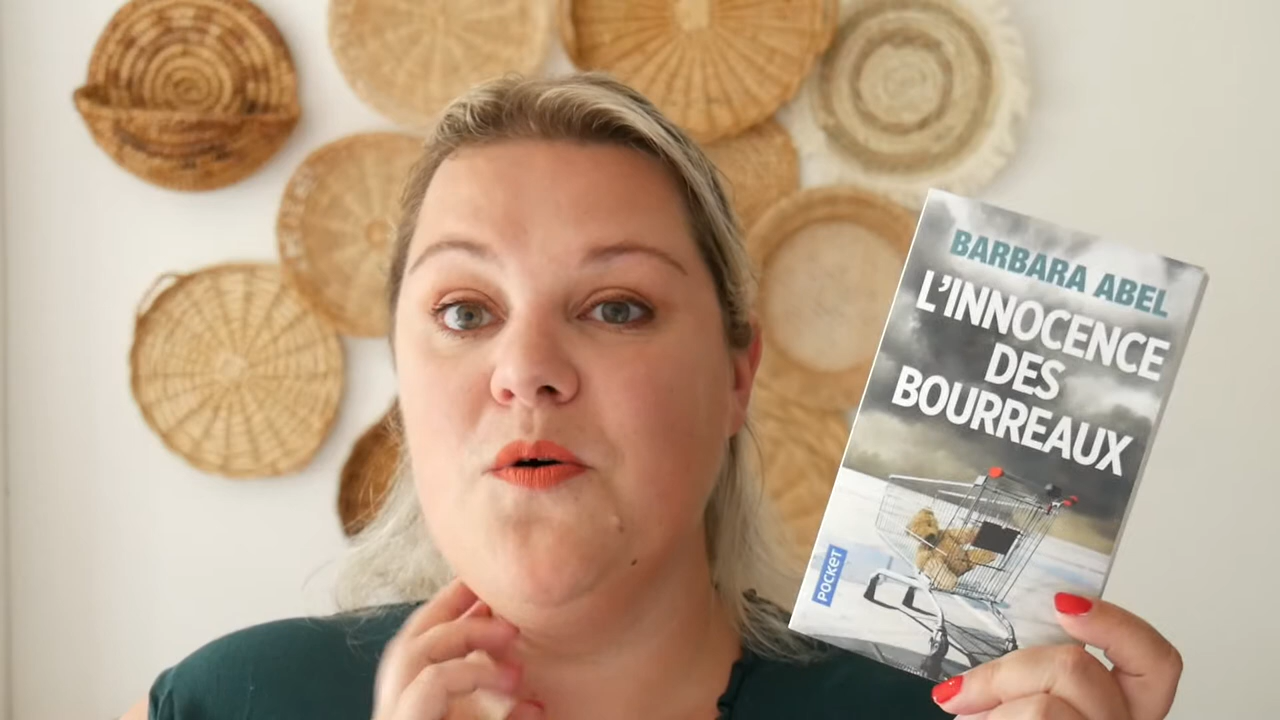 BARBARA ABEL
L'INNOCENCE
DES
BOURREAUX
POCKET